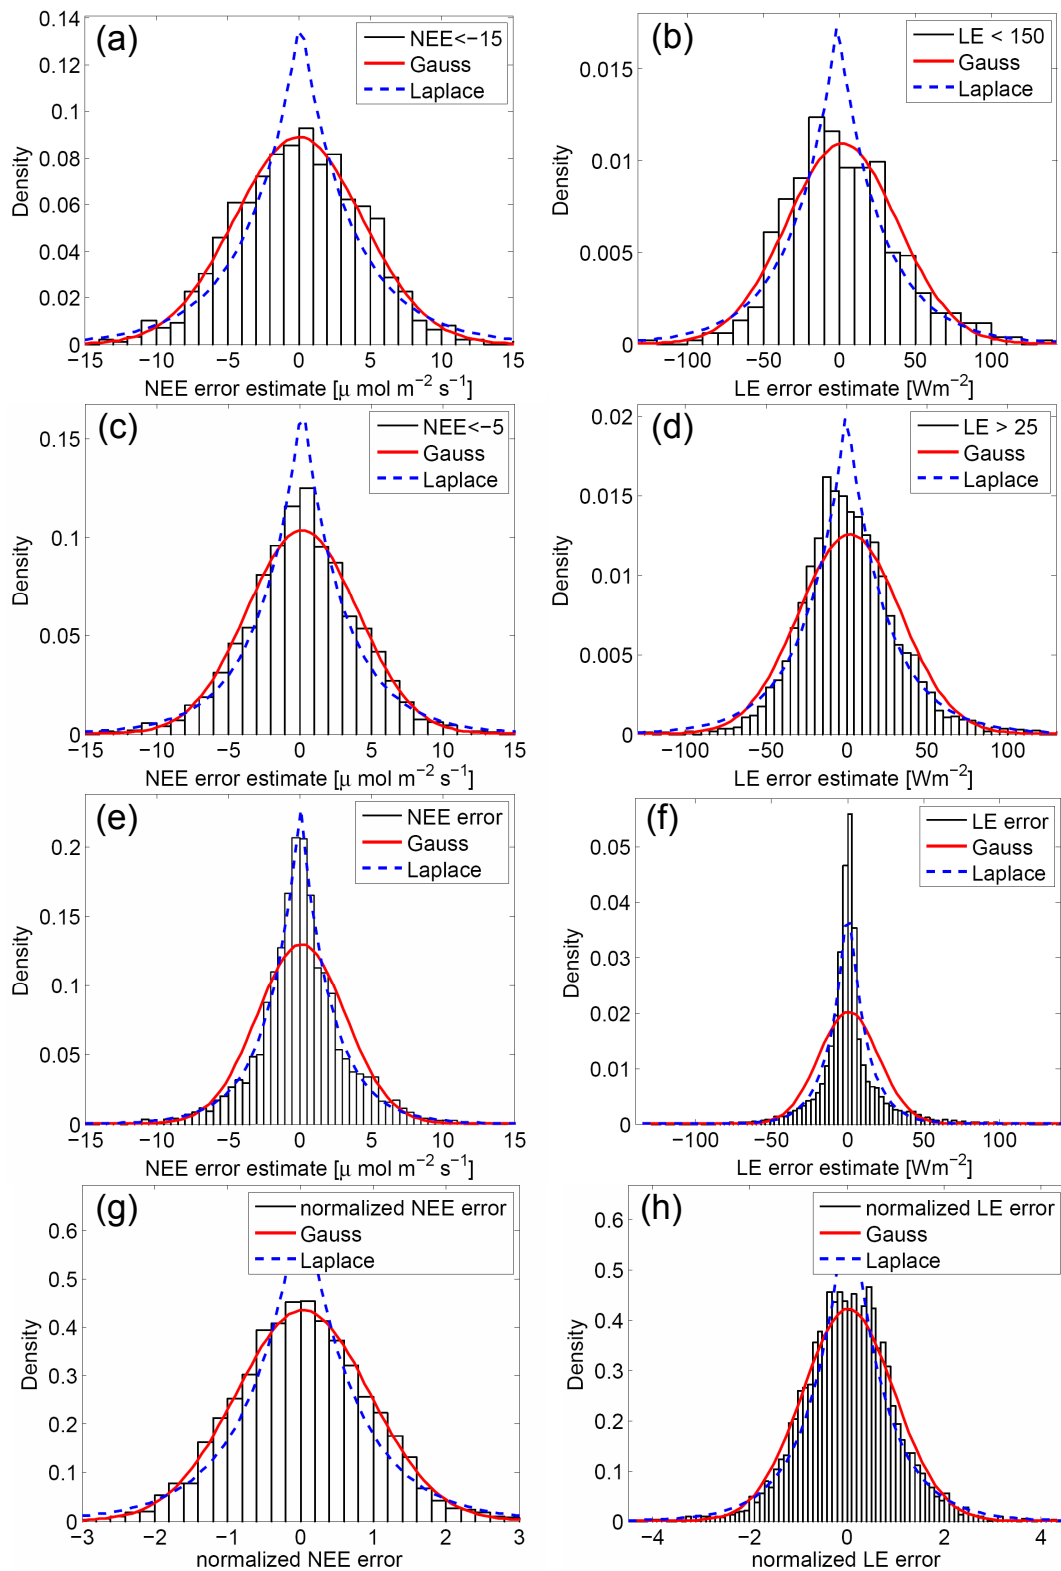 (a)
NEE<−15
Gauss
Laplace
0.14
0.12
0.1
0.08
0.06
0.04
0.02
0
Density
−15 −10 −5 0 5 10 15
NEE error estimate [μ mol m−2 s−1]
(b)
LE < 150
Gauss
Laplace
0.015
0.01
0.005
0
Density
−100 −50 0 50 100
LE error estimate [Wm−2]
(c)
NEE<−5
Gauss
Laplace
0.15
0.1
0.05
0
Density
−15 −10 −5 0 5 10 15
NEE error estimate [μ mol m−2 s−1]
(d)
LE > 25
Gauss
Laplace
0.02
0.015
0.01
0.005
0
Density
−100 −50 0 50 100
LE error estimate [Wm−2]
(e)
NEE error
Gauss
Laplace
0.2
0.15
0.1
0.05
0
Density
−15 −10 −5 0 5 10 15
NEE error estimate [μ mol m−2 s−1]
(f)
LE error
Gauss
Laplace
0.05
0.04
0.03
0.02
0.01
0
Density
−100 −50 0 50 100
LE error estimate [Wm−2]
(g)
normalized NEE error
Gauss
Laplace
0.6
0.5
0.4
0.3
0.2
0.1
0
Density
−3 −2 −1 0 1 2 3
normalized NEE error
(h)
normalized LE error
Gauss
Laplace
0.6
0.5
0.4
0.3
0.2
0.1
0
Density
−4 −2 0 2 4
normalized LE error